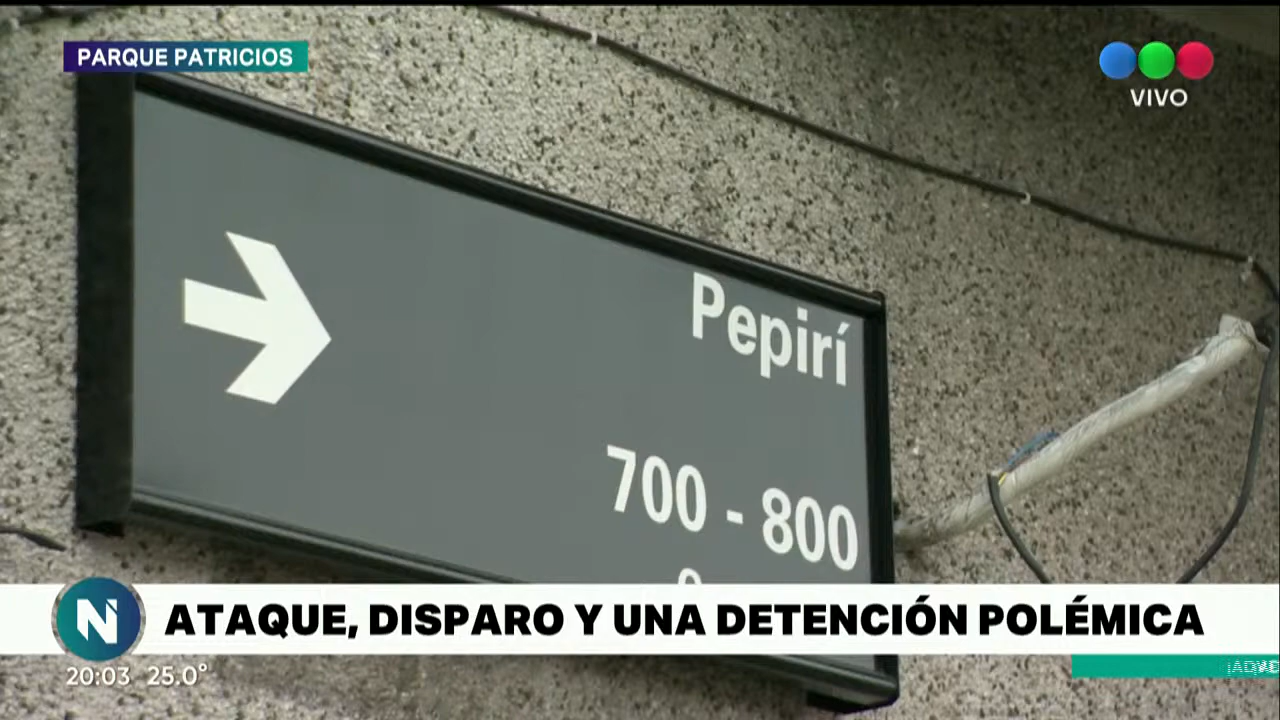 PARQUE PATRICIOS
VIVO
Pepirí
700 - 800
N
ATAQUE, DISPARO Y UNA DETENCIÓN POLÉMICA
20:03 25.0°